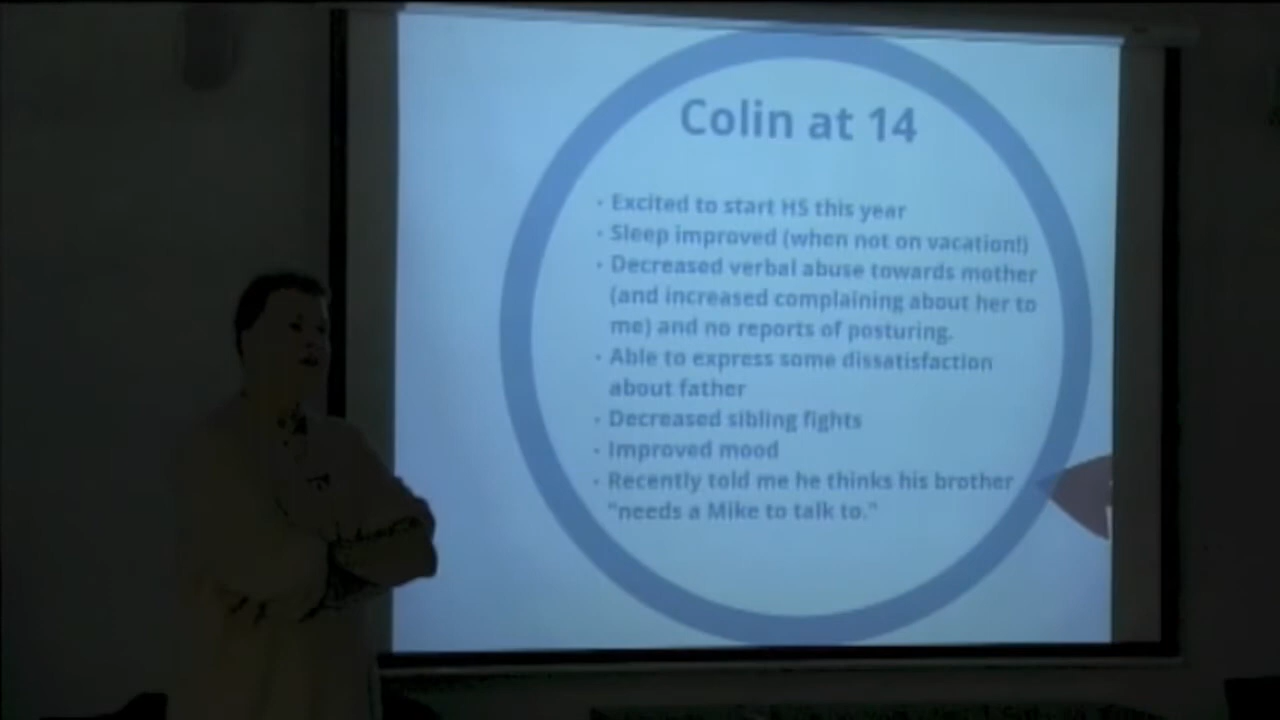 Colin at 14
· Excited to start HS this year
· Sleep improved (when not on vacation!)
· Decreased verbal abuse towards mother
(and increased complaining about her to
me) and no reports of posturing.
· Able to express some dissatisfaction
about father
· Decreased sibling fights
· Improved mood
· Recently told me he thinks his brother
"needs a Mike to talk to."